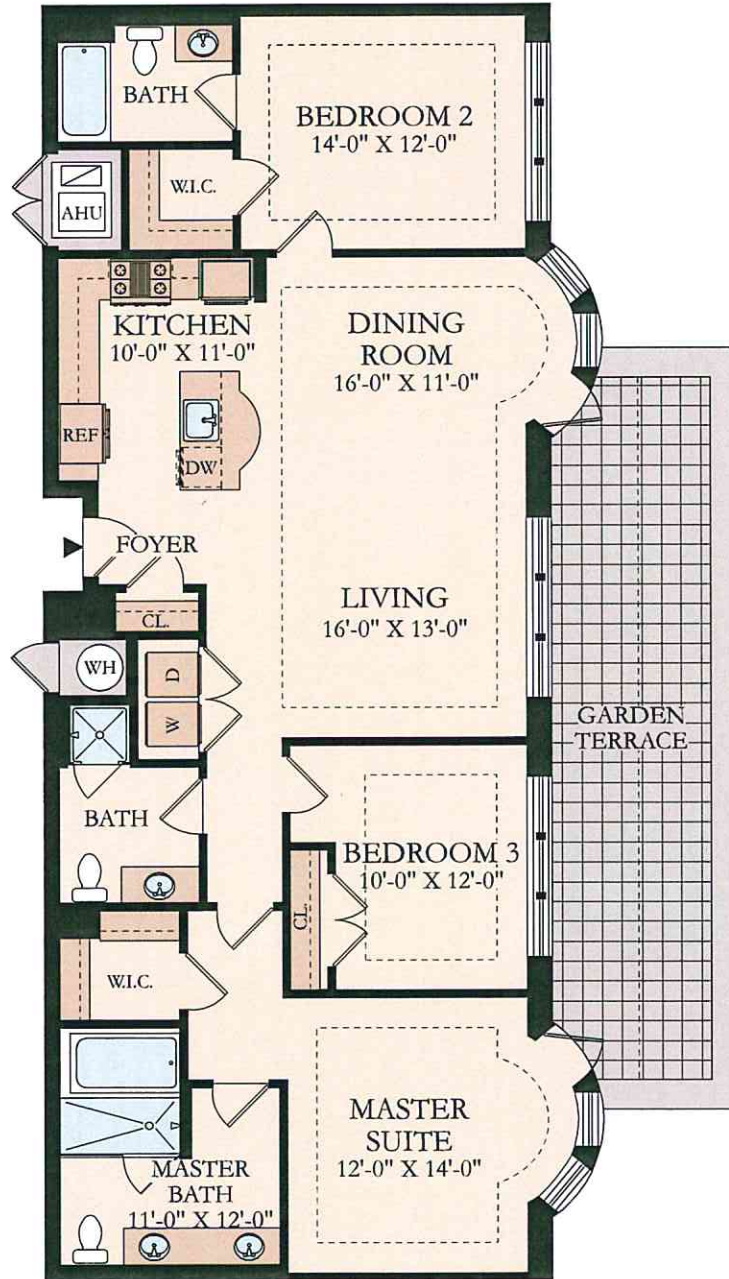 BATH
BEDROOM 2
14'-0" X 12'-0"
W.I.C.
AHU
KITCHEN
10'-0" X 11'-0"
DINING
ROOM
16'-0" X 11'-0"
REF
DW
FOYER
LIVING
16'-0" X 13'-0"
CL.
WH
D
W
GARDEN
TERRACE
BATH
BEDROOM 3
10'-0" X 12'-0"
CL.
W.I.C.
MASTER
SUITE
12'-0" X 14'-0"
MASTER
BATH
11'-0" X 12'-0"